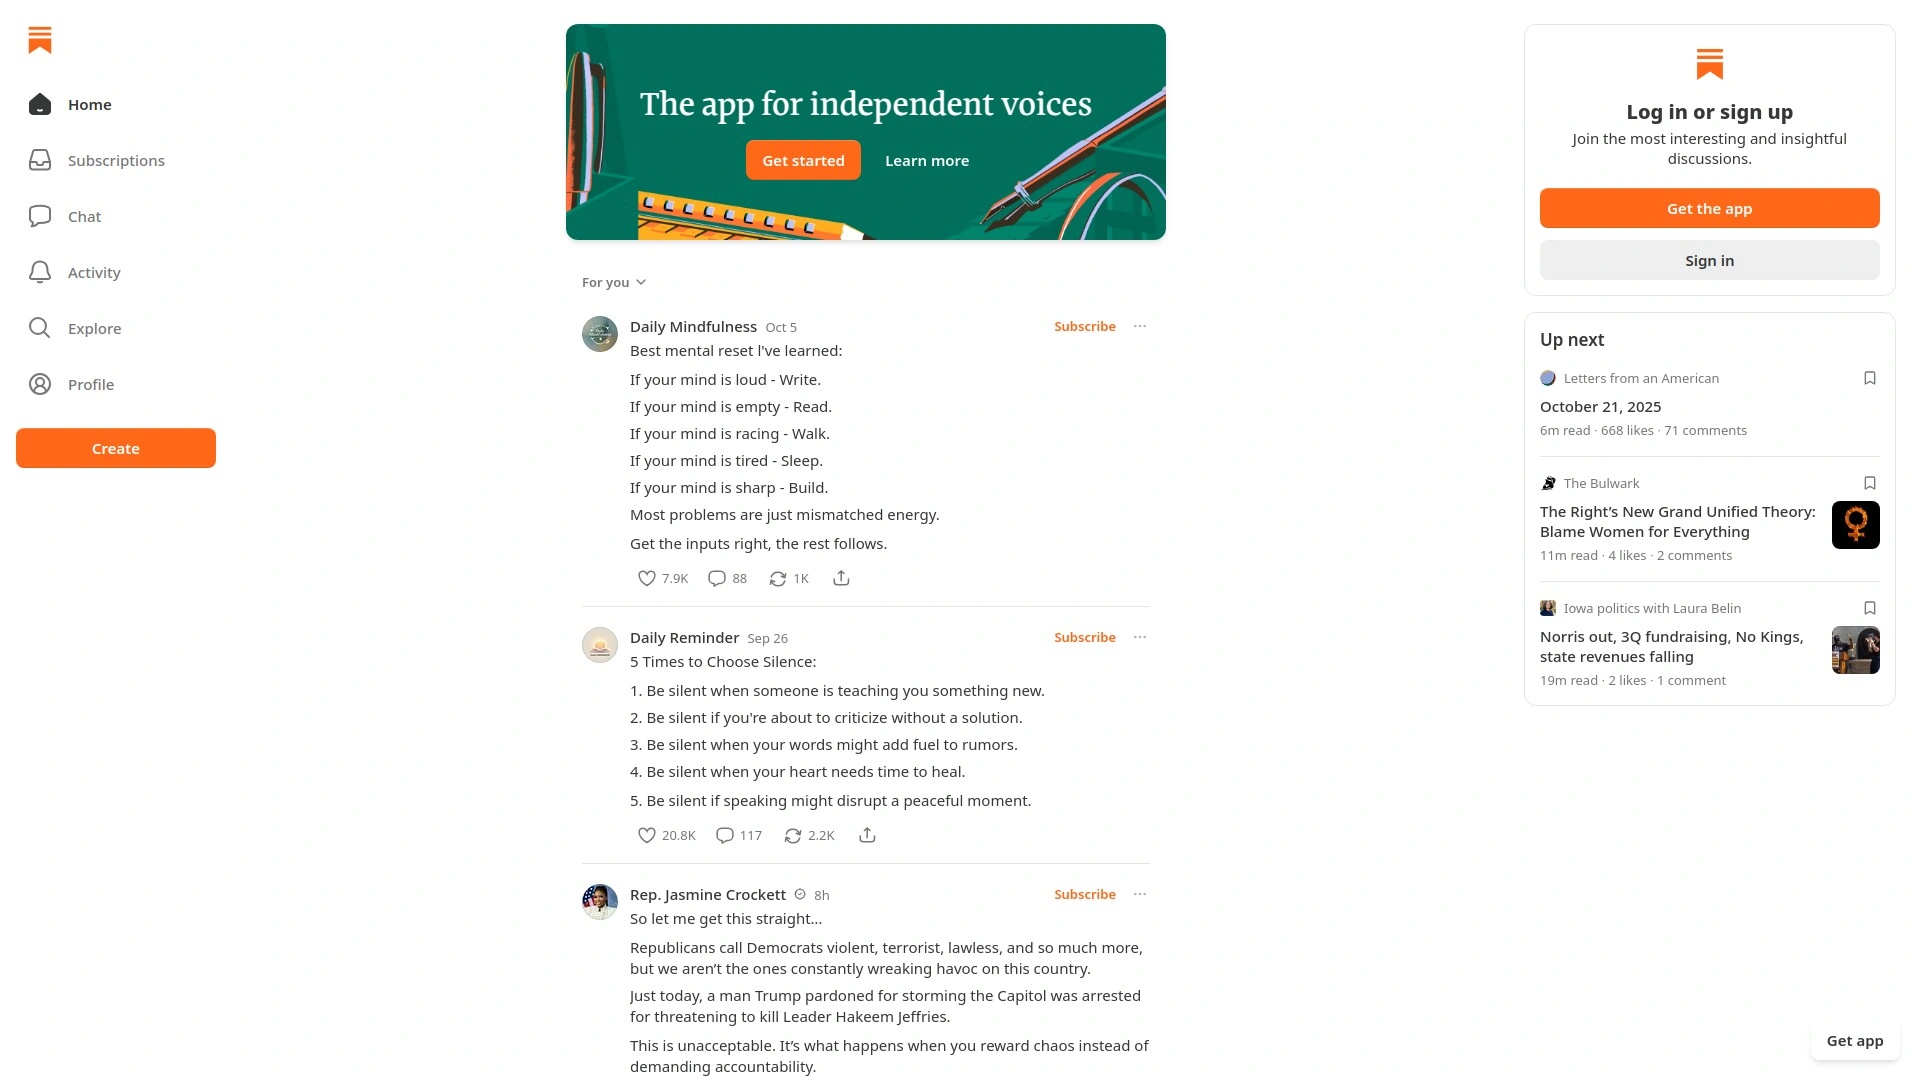 Home
Subscriptions
Chat
Activity
Explore
Profile
Create
The app for independent voices
Get started
Learn more
For you
Daily Mindfulness Oct 5 Subscribe
Best mental reset I've learned:
If your mind is loud - Write.
If your mind is empty - Read.
If your mind is racing - Walk.
If your mind is tired - Sleep.
If your mind is sharp - Build.
Most problems are just mismatched energy.
Get the inputs right, the rest follows.
7.9K 88 1K
Daily Reminder Sep 26 Subscribe
5 Times to Choose Silence:
1. Be silent when someone is teaching you something new.
2. Be silent if you're about to criticize without a solution.
3. Be silent when your words might add fuel to rumors.
4. Be silent when your heart needs time to heal.
5. Be silent if speaking might disrupt a peaceful moment.
20.8K 117 2.2K
Rep. Jasmine Crockett 8h Subscribe
So let me get this straight…
Republicans call Democrats violent, terrorist, lawless, and so much more,
but we aren’t the ones constantly wreaking havoc on this country.
Just today, a man Trump pardoned for storming the Capitol was arrested
for threatening to kill Leader Hakeem Jeffries.
This is unacceptable. It’s what happens when you reward chaos instead of
demanding accountability.
Log in or sign up
Join the most interesting and insightful
discussions.
Get the app
Sign in
Up next
Letters from an American
October 21, 2025
6m read · 668 likes · 71 comments
The Bulwark
The Right’s New Grand Unified Theory:
Blame Women for Everything
11m read · 4 likes · 2 comments
Iowa politics with Laura Belin
Norris out, 3Q fundraising, No Kings,
state revenues falling
19m read · 2 likes · 1 comment
Get app